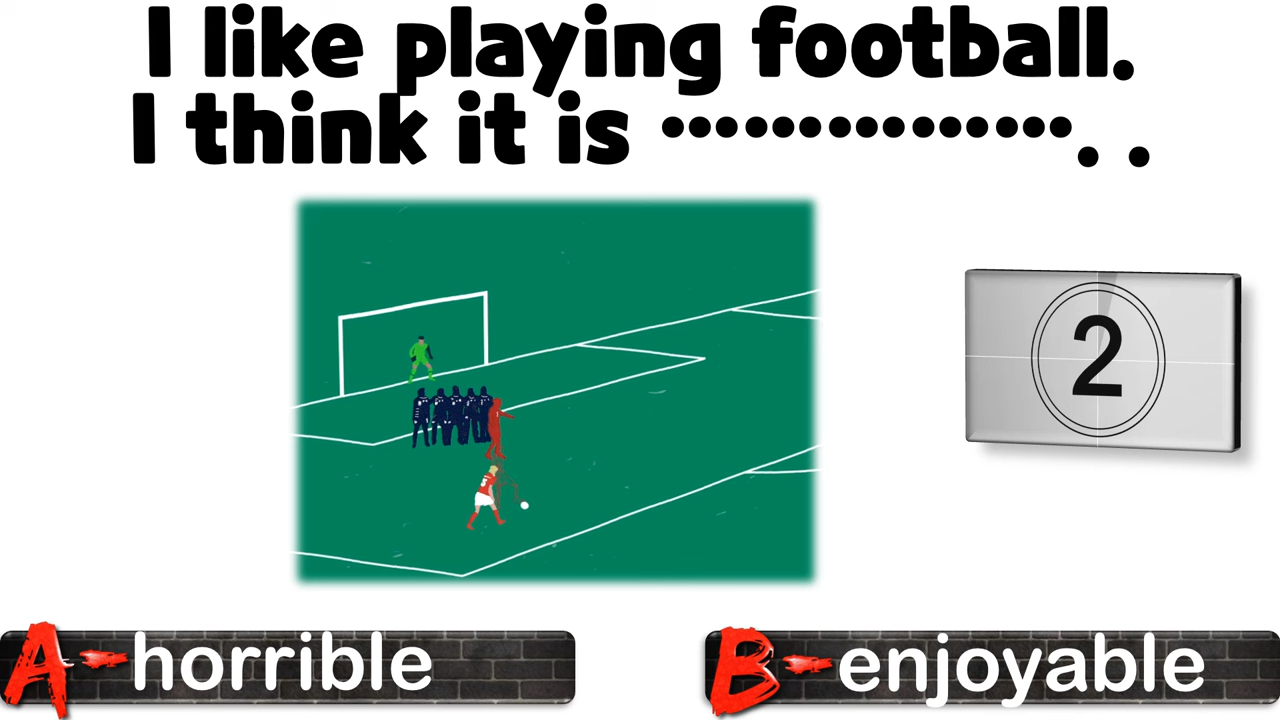 I like playing football.
I think it is ................ .
2
A- horrible
B- enjoyable